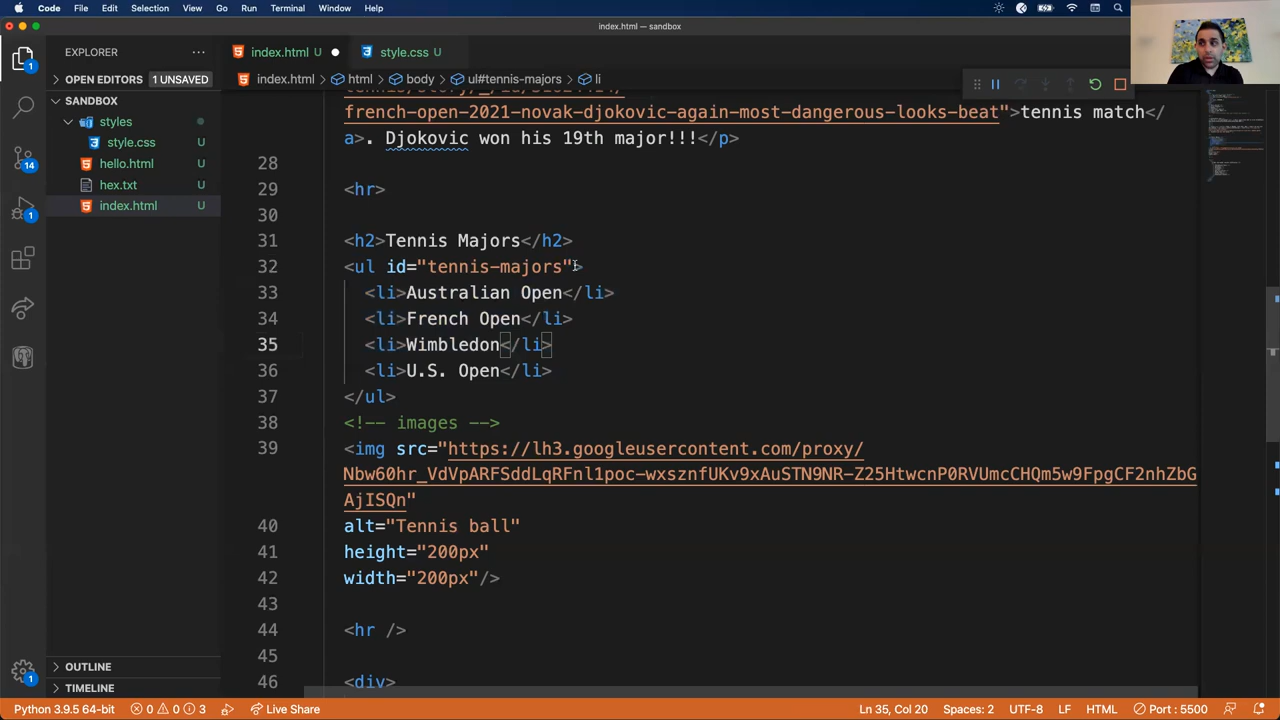 Code File Edit Selection View Go Run Terminal Window Help
index.html — sandbox
1
EXPLORER
index.html U
style.css U
OPEN EDITORS 1 UNSAVED
index.html > html > body > ul#tennis-majors > li
SANDBOX
styles
style.css U
hello.html U
hex.txt U
index.html U
14
1
french-open-2021-novak-djokovic-again-most-dangerous-looks-beat">tennis match</
a>. Djokovic won his 19th major!!!</p>
28
29 <hr>
30
31 <h2>Tennis Majors</h2>
32 <ul id="tennis-majors">
33 <li>Australian Open</li>
34 <li>French Open</li>
35 <li>Wimbledon</li>
36 <li>U.S. Open</li>
37 </ul>
38 <!-- images -->
39 <img src="https://lh3.googleusercontent.com/proxy/
Nbw60hr_VdVpARFSddLqRFnl1poc-wxsznfUKv9xAuSTN9NR-Z25HtwcnP0RVUmcCHQm5w9FpgCF2nhZbG
AjISQn"
40 alt="Tennis ball"
41 height="200px"
42 width="200px"/>
43
44 <hr />
45
46 <div>
OUTLINE
TIMELINE
1
Python 3.9.5 64-bit 0 0 3 Live Share Ln 35, Col 20 Spaces: 2 UTF-8 LF HTML Port : 5500